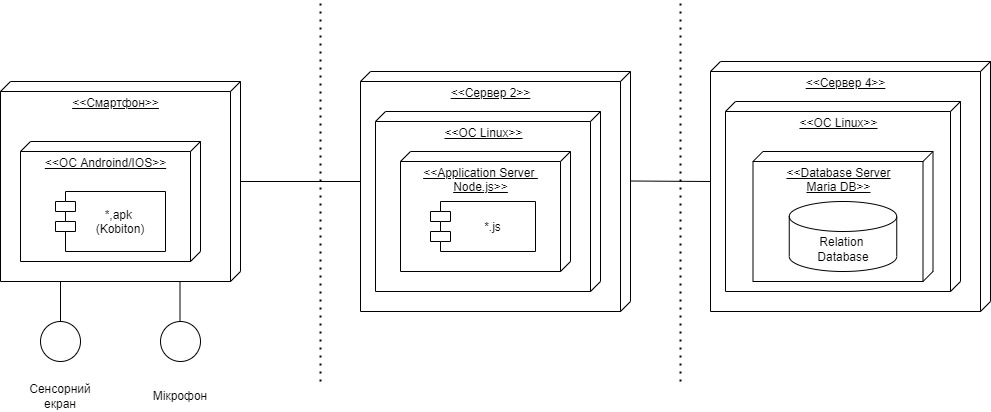 <<Смартфон>>
<<ОС Androind/IOS>>
*,apk
(Kobiton)
Сенсорний
екран
Мікрофон
<<Сервер 2>>
<<ОС Linux>>
<<Application Server
Node.js>>
*.js
<<Сервер 4>>
<<ОС Linux>>
<<Database Server
Maria DB>>
Relation
Database